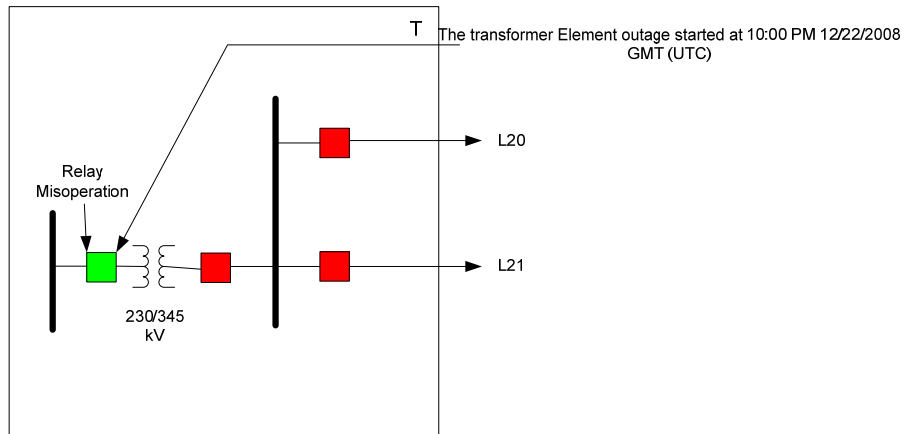 T
The transformer Element outage started at 10:00 PM 12/22/2008
GMT (UTC)
L20
Relay
Misoperation
L21
230/345
kV